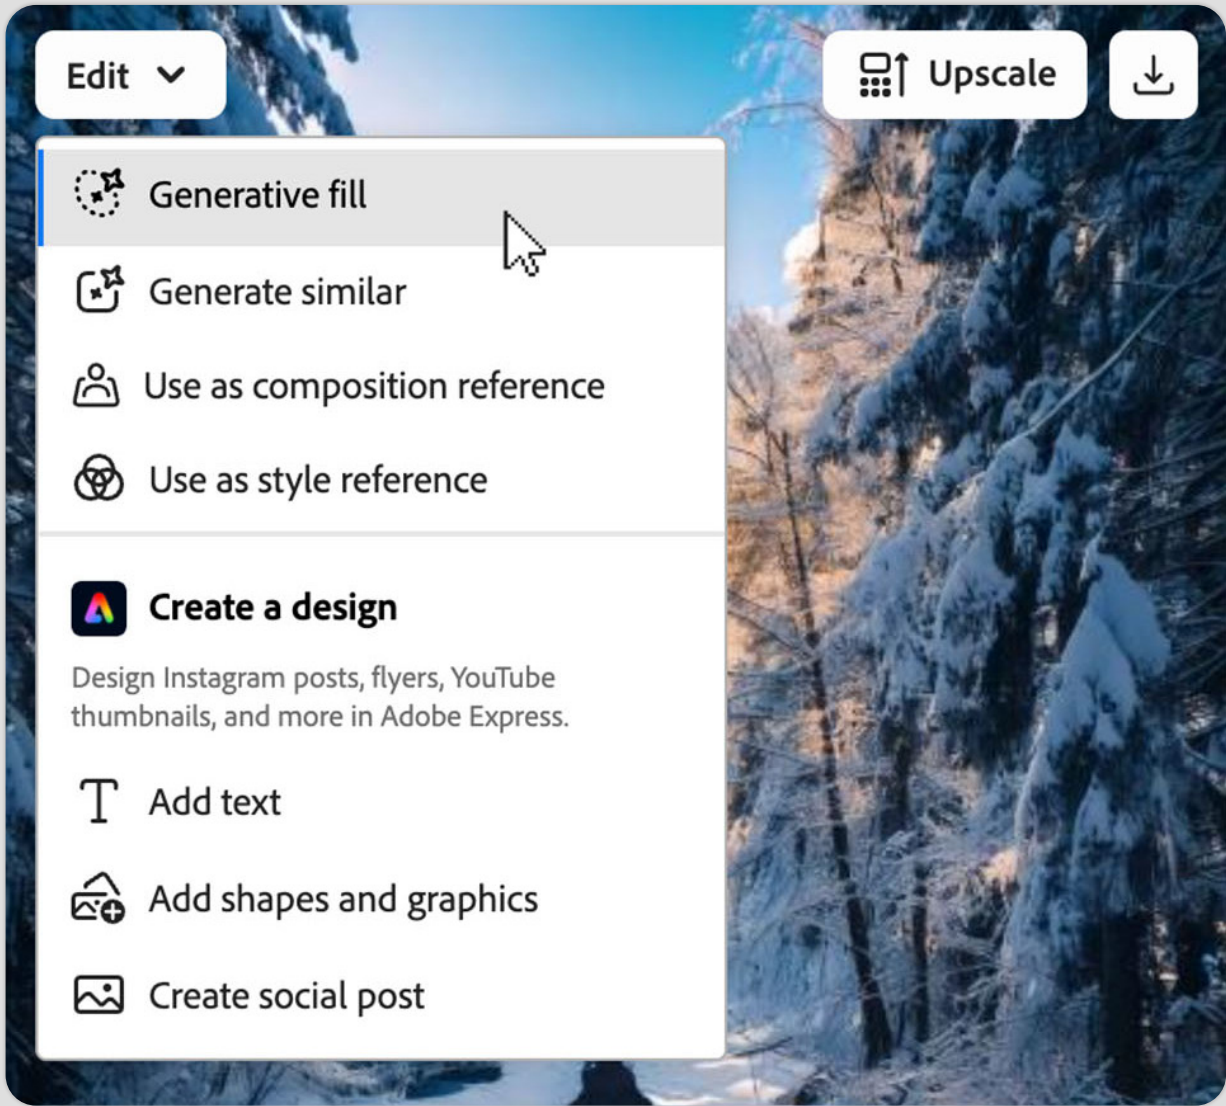 Edit
Upscale
Generative fill
Generate similar
Use as composition reference
Use as style reference
Create a design
Design Instagram posts, flyers, YouTube
thumbnails, and more in Adobe Express.
Add text
Add shapes and graphics
Create social post